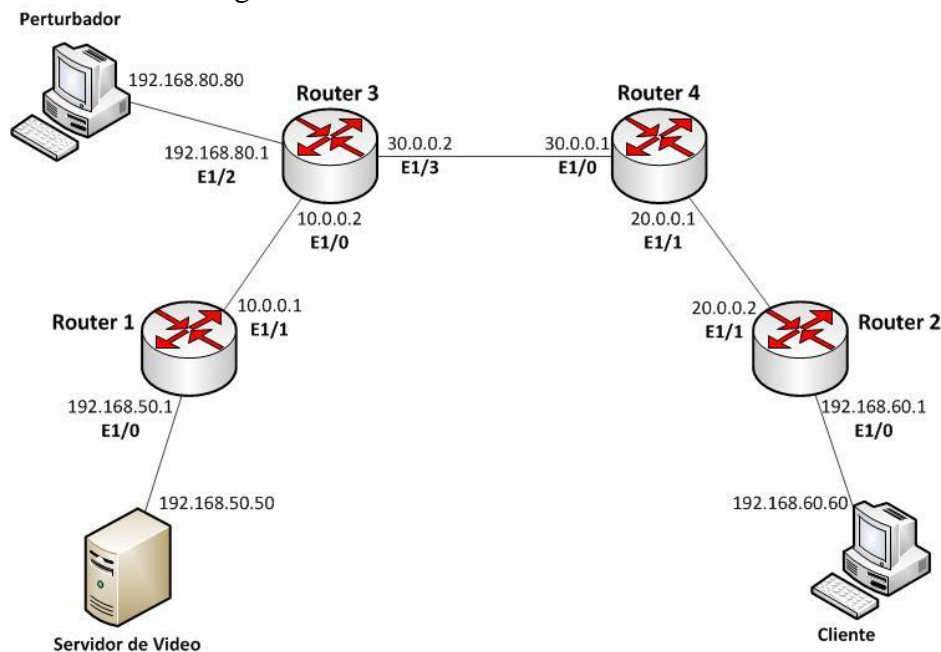 Perturbador
192.168.80.80
Router 3
Router 4
192.168.80.1
E1/2
30.0.0.2
E1/3
30.0.0.1
E1/0
10.0.0.2
E1/0
20.0.0.1
E1/1
Router 1
10.0.0.1
E1/1
20.0.0.2
E1/1
Router 2
192.168.50.1
E1/0
192.168.60.1
E1/0
192.168.50.50
192.168.60.60
Servidor de Video
Cliente